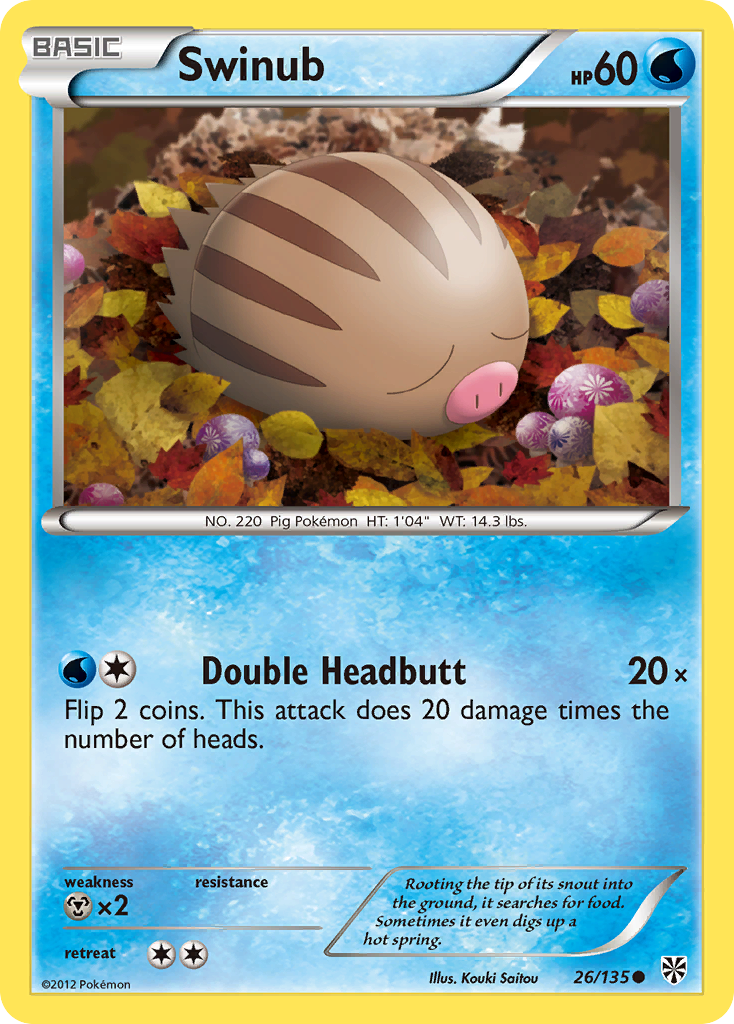 BASIC
Swinub
HP60
NO. 220 Pig Pokémon HT: 1'04" WT: 14.3 lbs.
Double Headbutt 20×
Flip 2 coins. This attack does 20 damage times the
number of heads.
weakness
×2
resistance
retreat
Rooting the tip of its snout into
the ground, it searches for food.
Sometimes it even digs up a
hot spring.
©2012 Pokémon
Illus. Kouki Saitou
26/135